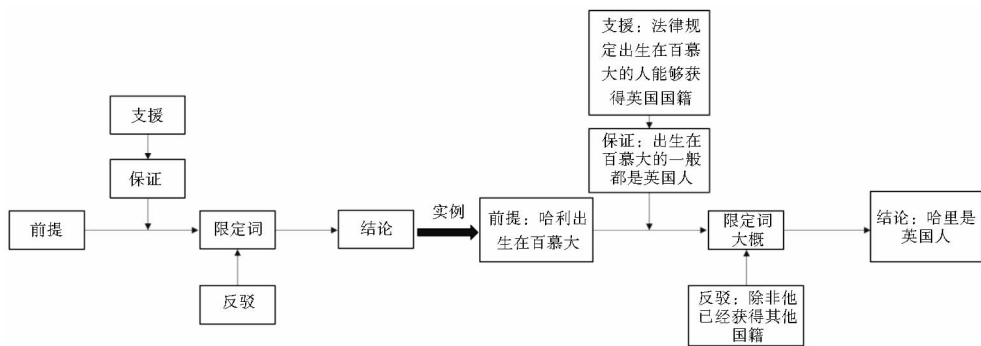 支援
保证
前提
限定词
结论
反驳
实例
支援：法律规
定出生在百慕
大的人能够获
得英国国籍
保证：出生在
百慕大的一般
都是英国人
前提：哈利出
生在百慕大
限定词
大概
结论：哈里是
英国人
反驳：除非他
已经获得其他
国籍